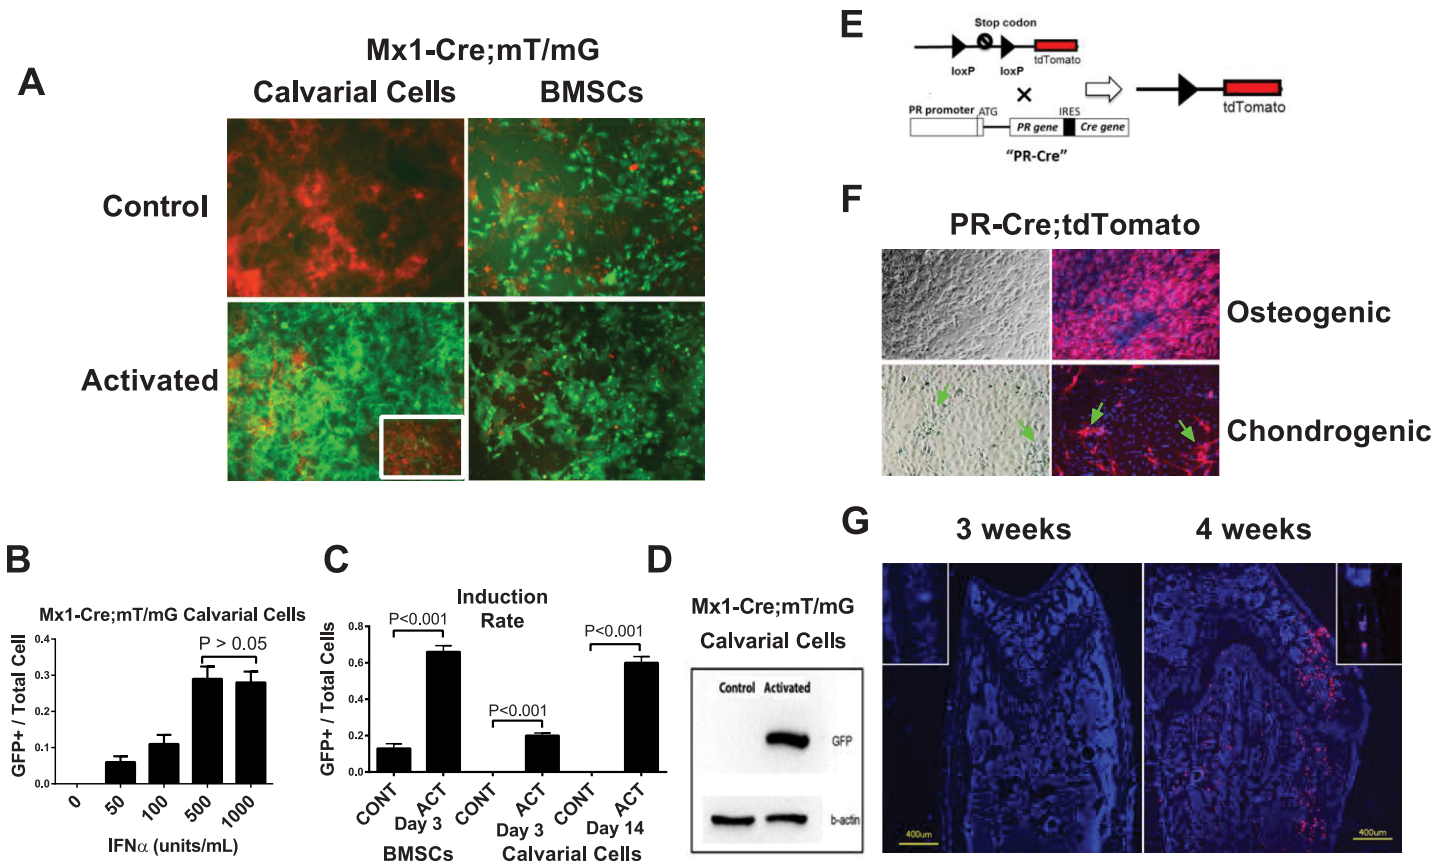 A
Mx1-Cre;mT/mG
Calvarial Cells BMSCs
Control
Activated
B
Mx1-Cre;mT/mG Calvarial Cells
P > 0.05
GFP+ / Total Cell
0.4
0.3
0.2
0.1
0.0
0 50 100 500 1000
IFNα (units/mL)
C
Induction
Rate
P<0.001
P<0.001
P<0.001
GFP+ / Total Cells
0.8
0.6
0.4
0.2
0.0
CONT ACT CONT ACT CONT ACT
Day 3 Day 3 Day 14
BMSCs Calvarial Cells
D
Mx1-Cre;mT/mG
Calvarial Cells
Control Activated
GFP
b-actin
E
Stop codon
loxP loxP tdTomato
tdTomato
PR promoter ATG IRES
PR gene Cre gene
“PR-Cre”
F
PR-Cre;tdTomato
Osteogenic
Chondrogenic
G
3 weeks 4 weeks
400um 400um